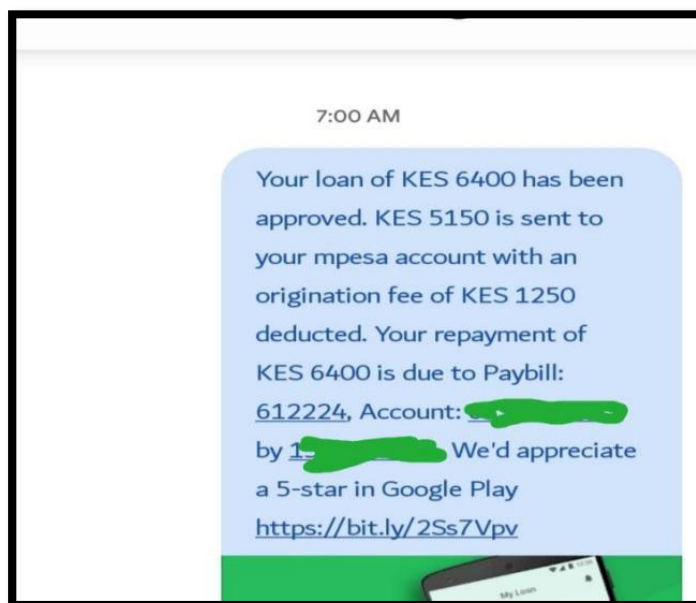 7:00 AM
Your loan of KES 6400 has been
approved. KES 5150 is sent to
your mpesa account with an
origination fee of KES 1250
deducted. Your repayment of
KES 6400 is due to Paybill:
612224, Account:
by We'd appreciate
a 5-star in Google Play
https://bit.ly/2Ss7Vpv
My Loan